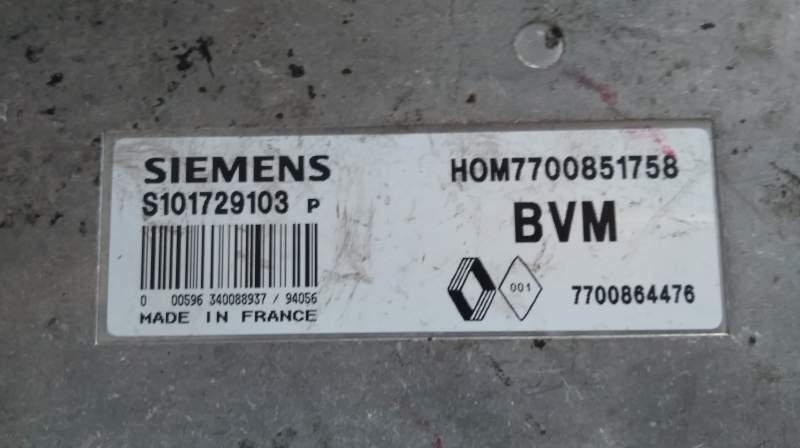 SIEMENS
S101729103 P
0 00596 340088937 / 94056
MADE IN FRANCE
HOM7700851758
BVM
001
7700864476